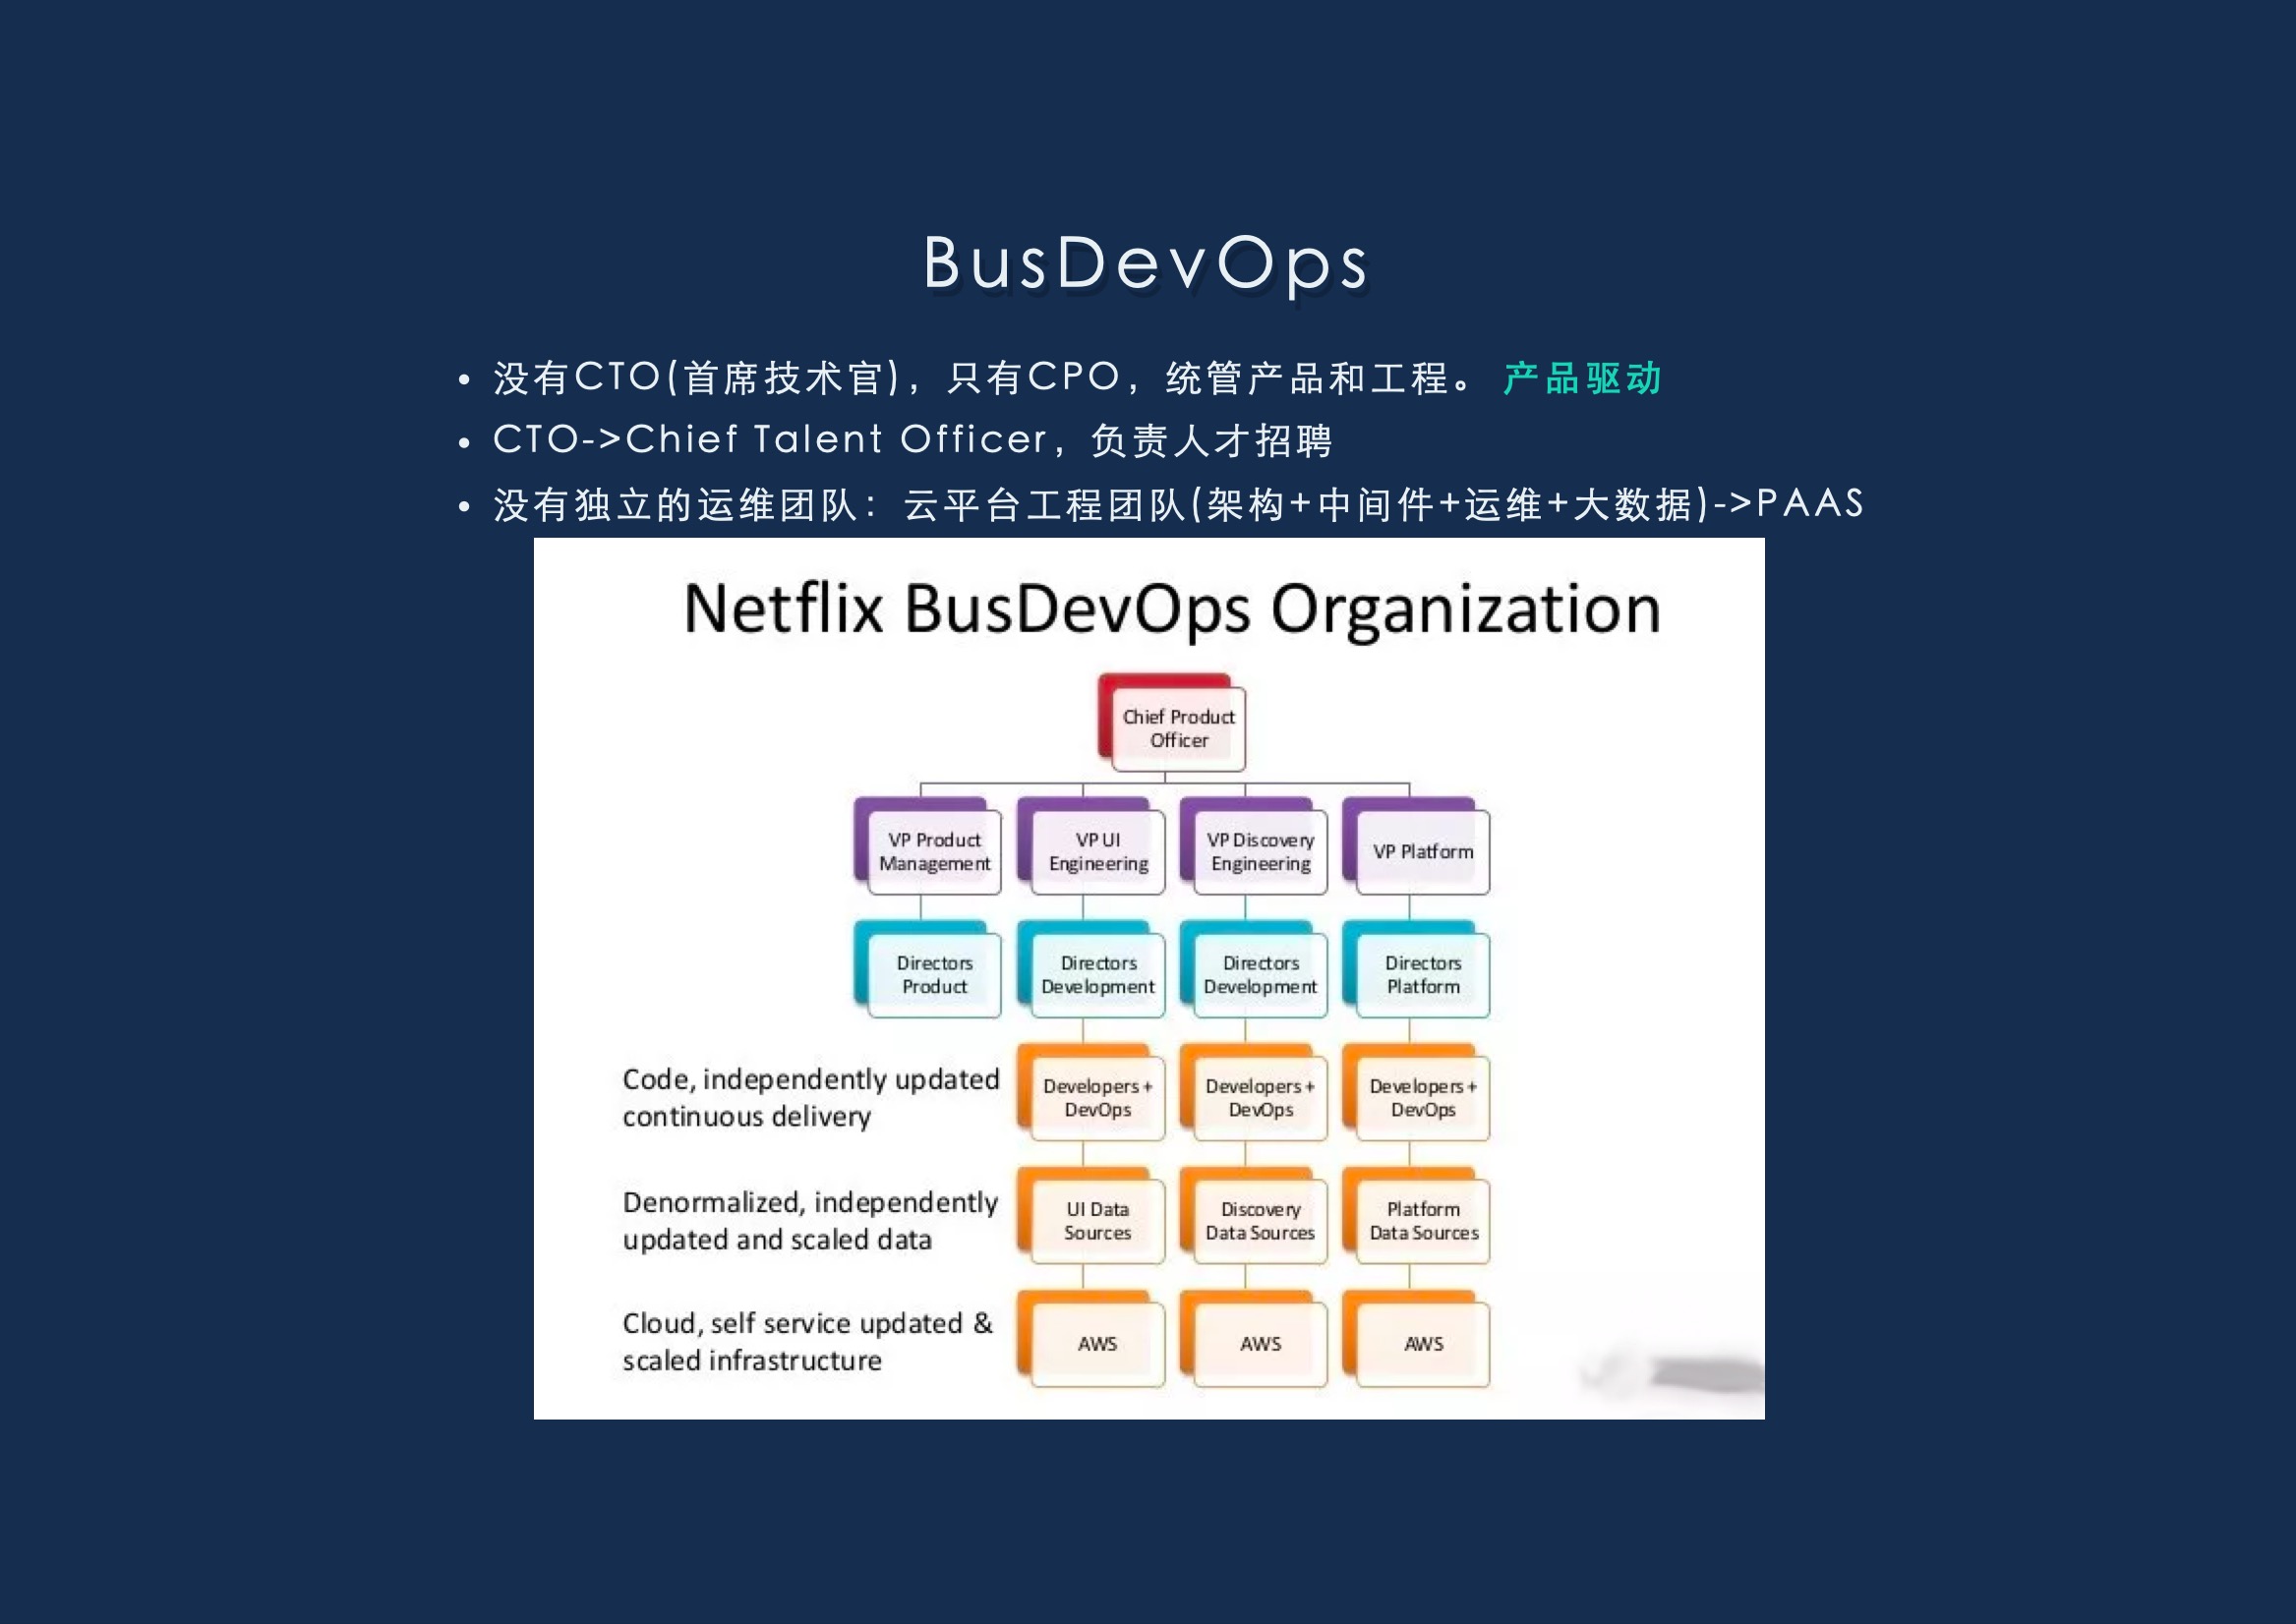 BusDevOps
没有CTO(首席技术官)，只有CPO，统管产品和工程。产品驱动
CTO->Chief Talent Officer，负责人才招聘
没有独立的运维团队：云平台工程团队(架构+中间件+运维+大数据)->PAAS
Netflix BusDevOps Organization
Chief Product
Officer
VP Product
Management
VP UI
Engineering
VP Discovery
Engineering
VP Platform
Directors
Product
Directors
Development
Directors
Development
Directors
Platform
Code, independently updated
continuous delivery
Developers +
DevOps
Developers +
DevOps
Developers +
DevOps
Denormalized, independently
updated and scaled data
UI Data
Sources
Discovery
Data Sources
Platform
Data Sources
Cloud, self service updated &
scaled infrastructure
AWS
AWS
AWS